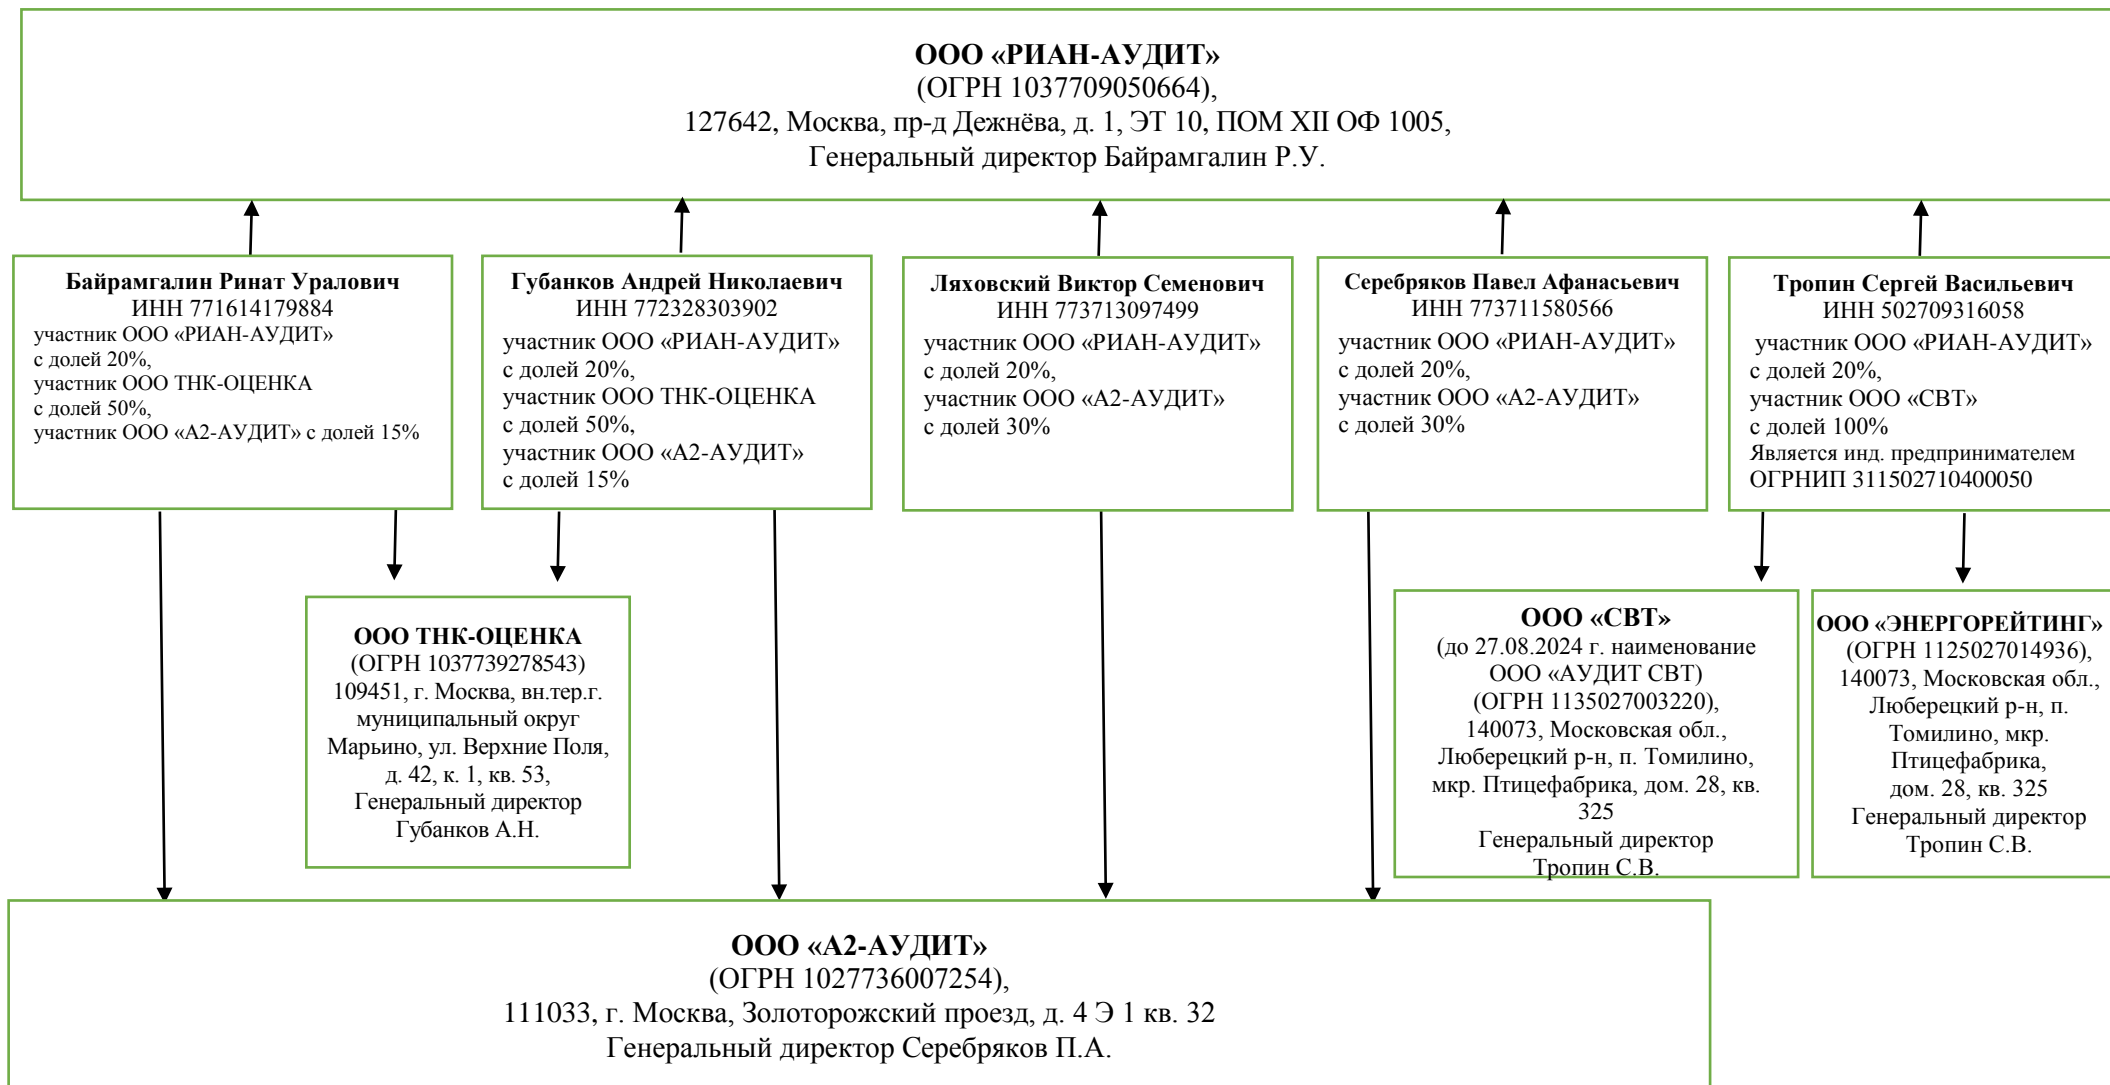 ООО «РИАН-АУДИТ»
(ОГРН 1037709050664),
127642, Москва, пр-д Дежнёва, д. 1, ЭТ 10, ПОМ XII ОФ 1005,
Генеральный директор Байрамгалин Р.У.
Байрамгалин Ринат Уралович
ИНН 771614179884
участник ООО «РИАН-АУДИТ»
с долей 20%,
участник ООО ТНК-ОЦЕНКА
с долей 50%,
участник ООО «А2-АУДИТ» с долей 15%
Губанков Андрей Николаевич
ИНН 772328303902
участник ООО «РИАН-АУДИТ»
с долей 20%,
участник ООО ТНК-ОЦЕНКА
с долей 50%,
участник ООО «А2-АУДИТ»
с долей 15%
Ляховский Виктор Семенович
ИНН 773713097499
участник ООО «РИАН-АУДИТ»
с долей 20%,
участник ООО «А2-АУДИТ»
с долей 30%
Серебряков Павел Афанасьевич
ИНН 773711580566
участник ООО «РИАН-АУДИТ»
с долей 20%,
участник ООО «А2-АУДИТ»
с долей 30%
Тропин Сергей Васильевич
ИНН 502709316058
участник ООО «РИАН-АУДИТ»
с долей 20%,
участник ООО «СВТ»
с долей 100%
Является инд. предпринимателем
ОГРНИП 311502710400050
ООО ТНК-ОЦЕНКА
(ОГРН 1037739278543)
109451, г. Москва, вн.тер.г.
муниципальный округ
Марьино, ул. Верхние Поля,
д. 42, к. 1, кв. 53,
Генеральный директор
Губанков А.Н.
ООО «СВТ»
(до 27.08.2024 г. наименование
ООО «АУДИТ СВТ)
(ОГРН 1135027003220),
140073, Московская обл.,
Люберецкий р-н, п. Томилино,
мкр. Птицефабрика, дом. 28, кв.
325
Генеральный директор
Тропин С.В.
ООО «ЭНЕРГОРЕЙТИНГ»
(ОГРН 1125027014936),
140073, Московская обл.,
Люберецкий р-н, п.
Томилино, мкр.
Птицефабрика,
дом. 28, кв. 325
Генеральный директор
Тропин С.В.
ООО «А2-АУДИТ»
(ОГРН 1027736007254),
111033, г. Москва, Золоторожский проезд, д. 4 Э 1 кв. 32
Генеральный директор Серебряков П.А.